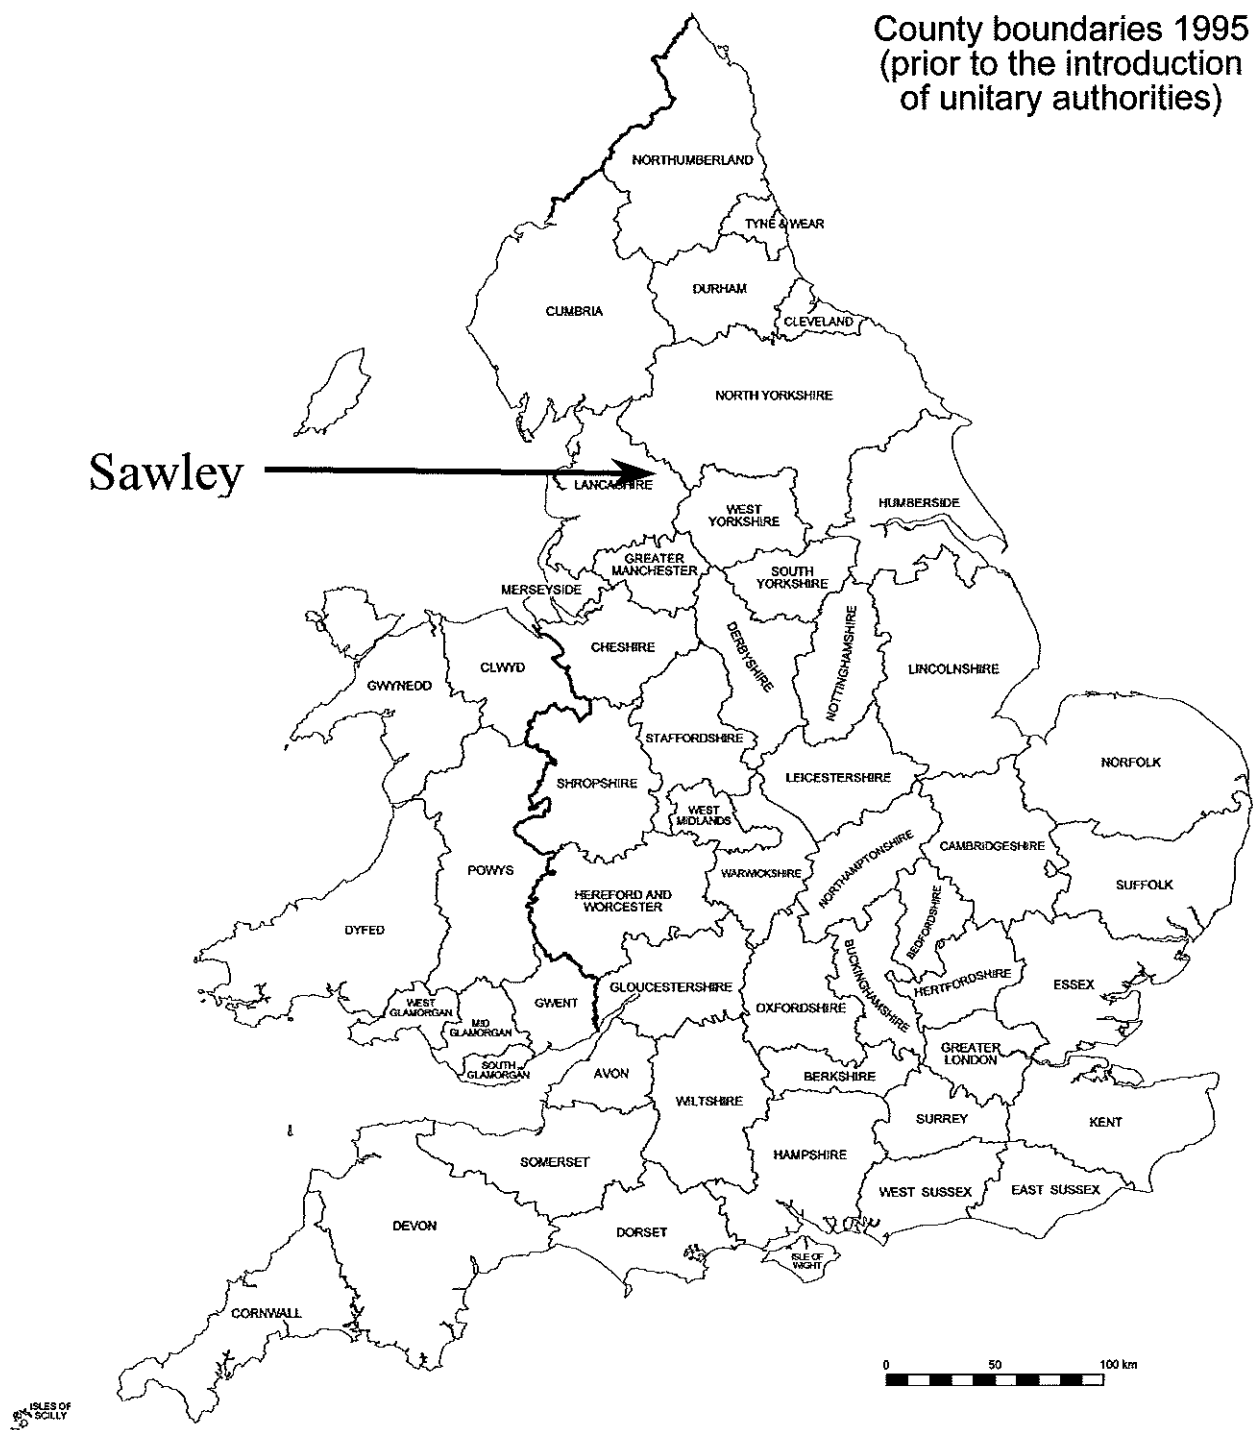 County boundaries 1995
(prior to the introduction
of unitary authorities)
NORTHUMBERLAND
TYNE & WEAR
DURHAM
CUMBRIA
CLEVELAND
NORTH YORKSHIRE
Sawley
LANCASHIRE
HUMBERSIDE
WEST
YORKSHIRE
GREATER
MANCHESTER
SOUTH
YORKSHIRE
MERSEYSIDE
CHESHIRE
DERBYSHIRE
NOTTINGHAMSHIRE
LINCOLNSHIRE
CLWYD
GWYNEDD
STAFFORDSHIRE
SHROPSHIRE
LEICESTERSHIRE
NORFOLK
WEST
MIDLANDS
NORTHAMPTONSHIRE
CAMBRIDGESHIRE
POWYS
WARWICKSHIRE
SUFFOLK
HEREFORD AND
WORCESTER
BEDFORDSHIRE
DYFED
BUCKINGHAMSHIRE
HERTFORDSHIRE
ESSEX
GLOUCESTERSHIRE
OXFORDSHIRE
WEST
GLAMORGAN
GWENT
MID
GLAMORGAN
SOUTH
GLAMORGAN
GREATER
LONDON
AVON
BERKSHIRE
WILTSHIRE
SURREY
KENT
SOMERSET
HAMPSHIRE
WEST SUSSEX
EAST SUSSEX
DEVON
DORSET
ISLE OF
WIGHT
CORNWALL
0 50 100 km
ISLES OF
SCILLY